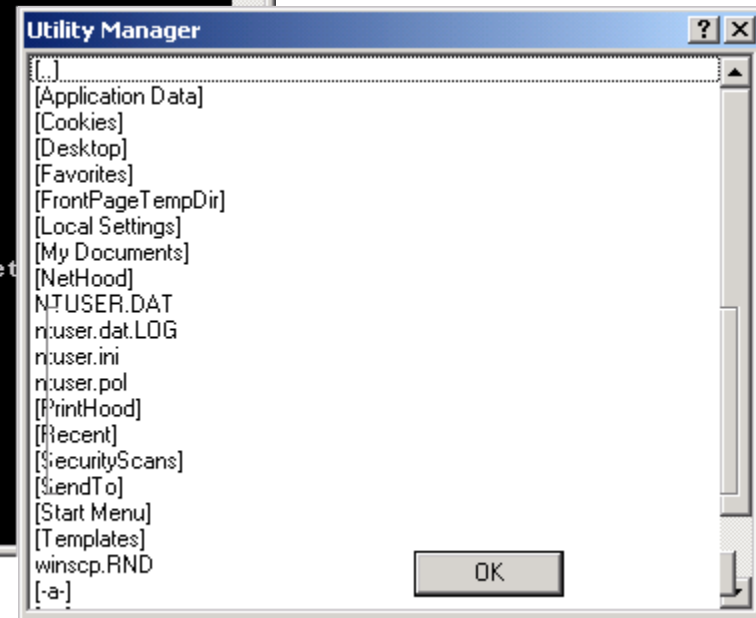 Utility Manager
[..]
[Application Data]
[Cookies]
[Desktop]
[Favorites]
[FrontPageTempDir]
[Local Settings]
[My Documents]
[NetHood]
et
NTUSER.DAT
ntuser.dat.LOG
ntuser.ini
ntuser.pol
[PrintHood]
[Recent]
[SecurityScans]
[SendTo]
[Start Menu]
[Templates]
winscp.RND
OK
[-a-]